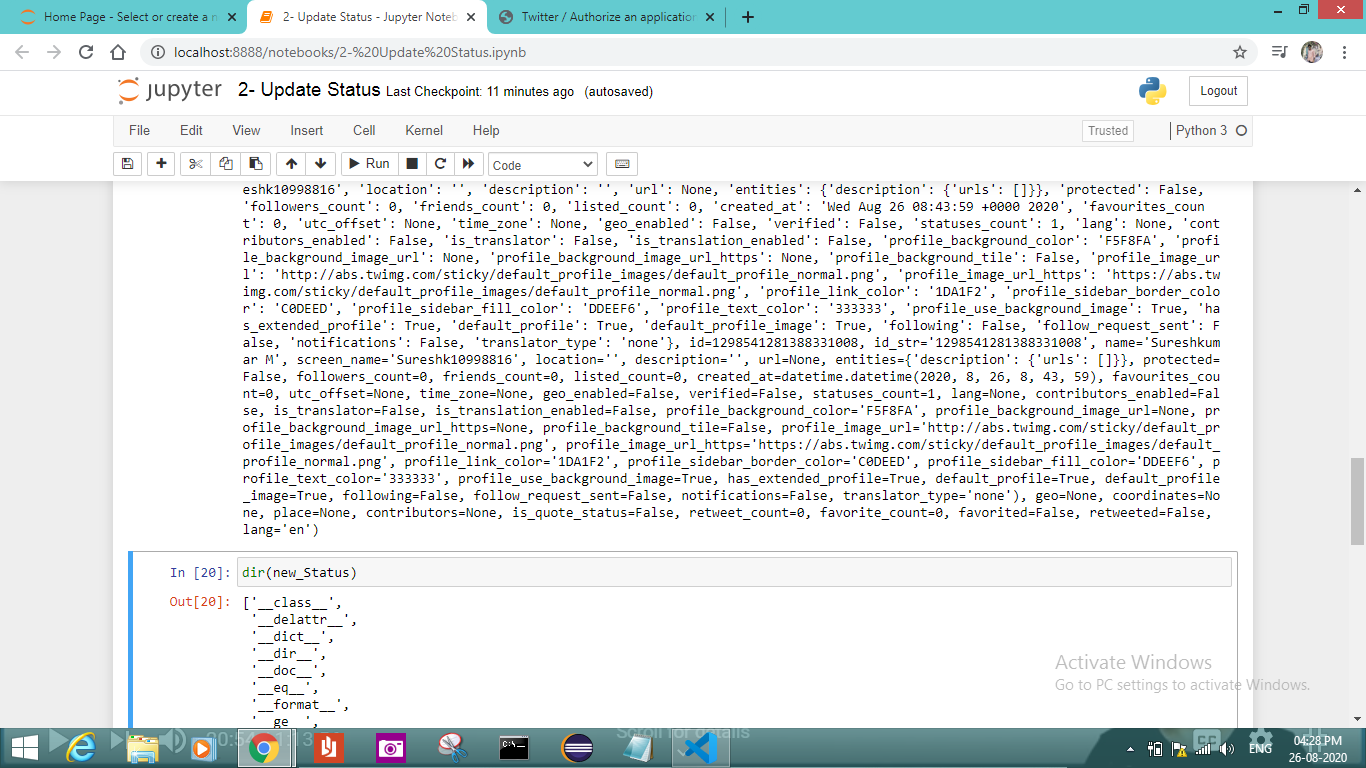 Home Page - Select or create a n
2- Update Status - Jupyter Noteb
Twitter / Authorize an application
localhost:8888/notebooks/2-%20Update%20Status.ipynb
jupyter 2- Update Status Last Checkpoint: 11 minutes ago (autosaved)
Logout
File Edit View Insert Cell Kernel Help
Trusted
Python 3
Run
Code
eshk10998816', 'location': '', 'description': '', 'url': None, 'entities': {'description': {'urls': []}}, 'protected': False,
'followers_count': 0, 'friends_count': 0, 'listed_count': 0, 'created_at': 'Wed Aug 26 08:43:59 +0000 2020', 'favourites_coun
t': 0, 'utc_offset': None, 'time_zone': None, 'geo_enabled': False, 'verified': False, 'statuses_count': 1, 'lang': None, 'cont
ributors_enabled': False, 'is_translator': False, 'is_translation_enabled': False, 'profile_background_color': 'F5F8FA', 'profi
le_background_image_url': None, 'profile_background_image_url_https': None, 'profile_background_tile': False, 'profile_image_ur
l': 'http://abs.twimg.com/sticky/default_profile_images/default_profile_normal.png', 'profile_image_url_https': 'https://abs.tw
img.com/sticky/default_profile_images/default_profile_normal.png', 'profile_link_color': '1DA1F2', 'profile_sidebar_border_colo
r': 'C0DEED', 'profile_sidebar_fill_color': 'DDEEF6', 'profile_text_color': '333333', 'profile_use_background_image': True, 'ha
s_extended_profile': True, 'default_profile': True, 'default_profile_image': True, 'following': False, 'follow_request_sent': F
alse, 'notifications': False, 'translator_type': 'none'}, id=1298541281388331008, id_str='1298541281388331008', name='Sureshkum
ar M', screen_name='Sureshk10998816', location='', description='', url=None, entities={'description': {'urls': []}}, protected=
False, followers_count=0, friends_count=0, listed_count=0, created_at=datetime.datetime(2020, 8, 26, 8, 43, 59), favourites_cou
nt=0, utc_offset=None, time_zone=None, geo_enabled=False, verified=False, statuses_count=1, lang=None, contributors_enabled=Fal
se, is_translator=False, is_translation_enabled=False, profile_background_color='F5F8FA', profile_background_image_url=None, pr
ofile_background_image_url_https=None, profile_background_tile=False, profile_image_url='http://abs.twimg.com/sticky/default_pr
ofile_images/default_profile_normal.png', profile_image_url_https='https://abs.twimg.com/sticky/default_profile_images/default_
profile_normal.png', profile_link_color='1DA1F2', profile_sidebar_border_color='C0DEED', profile_sidebar_fill_color='DDEEF6', p
rofile_text_color='333333', profile_use_background_image=True, has_extended_profile=True, default_profile=True, default_profile
_image=True, following=False, follow_request_sent=False, notifications=False, translator_type='none'), geo=None, coordinates=No
ne, place=None, contributors=None, is_quote_status=False, retweet_count=0, favorite_count=0, favorited=False, retweeted=False,
lang='en')
In [20]: dir(new_Status)
Out[20]: ['__class__',
'__delattr__',
'__dict__',
'__dir__',
'__doc__',
'__eq__',
'__format__',
'__ge__',
Activate Windows
Go to PC settings to activate Windows.
Scroll for details
CC
ENG
04:28 PM
26-08-2020